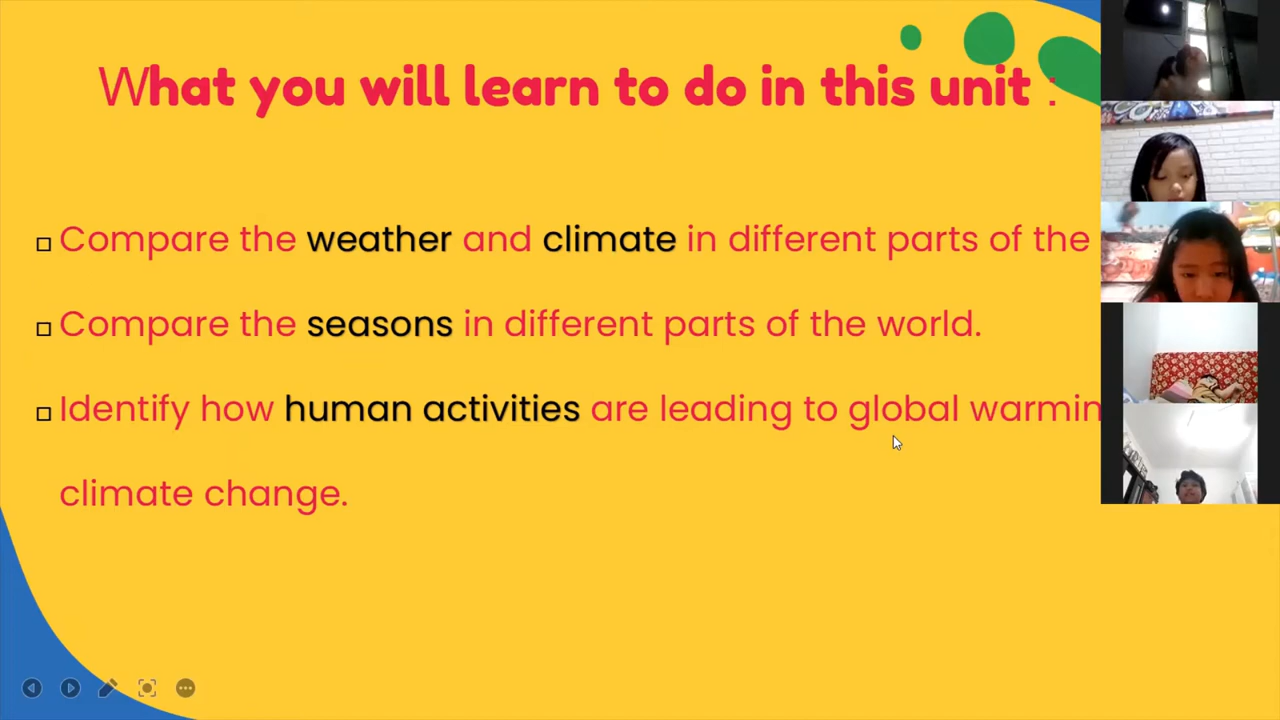 What you will learn to do in this unit :
Compare the weather and climate in different parts of the
Compare the seasons in different parts of the world.
Identify how human activities are leading to global warmin
climate change.